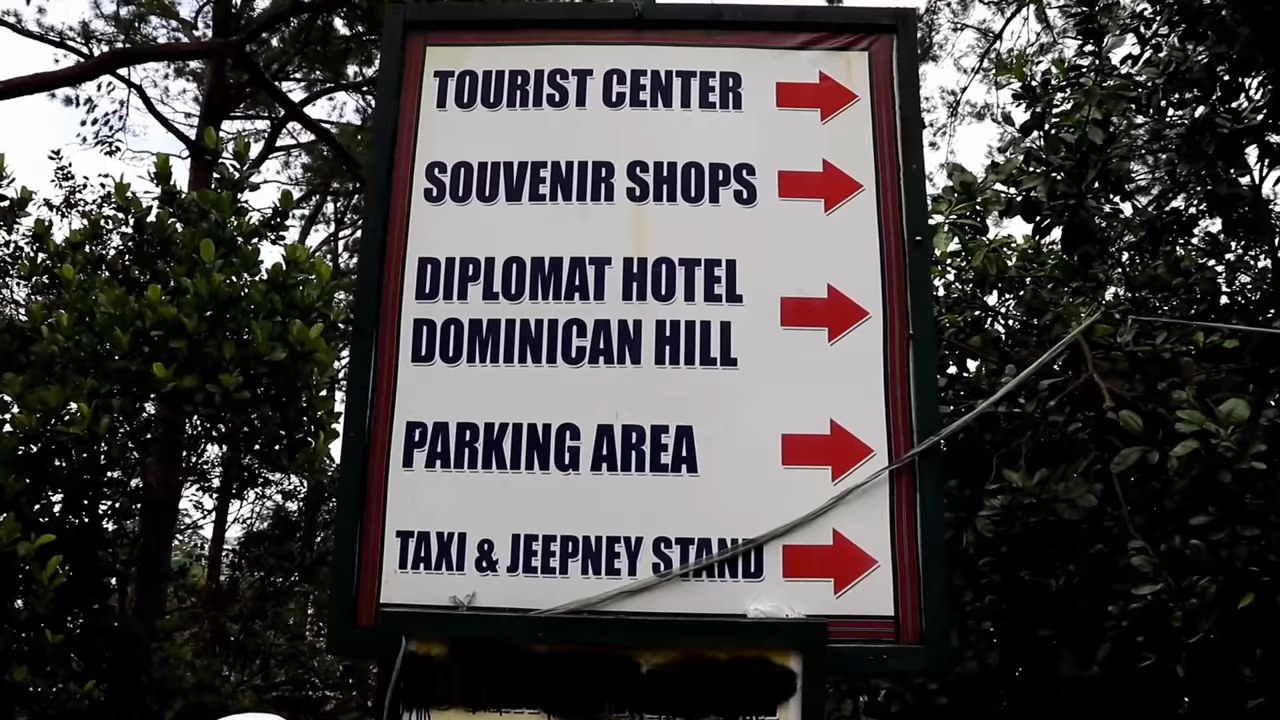 TOURIST CENTER
SOUVENIR SHOPS
DIPLOMAT HOTEL
DOMINICAN HILL
PARKING AREA
TAXI & JEEPNEY STAND